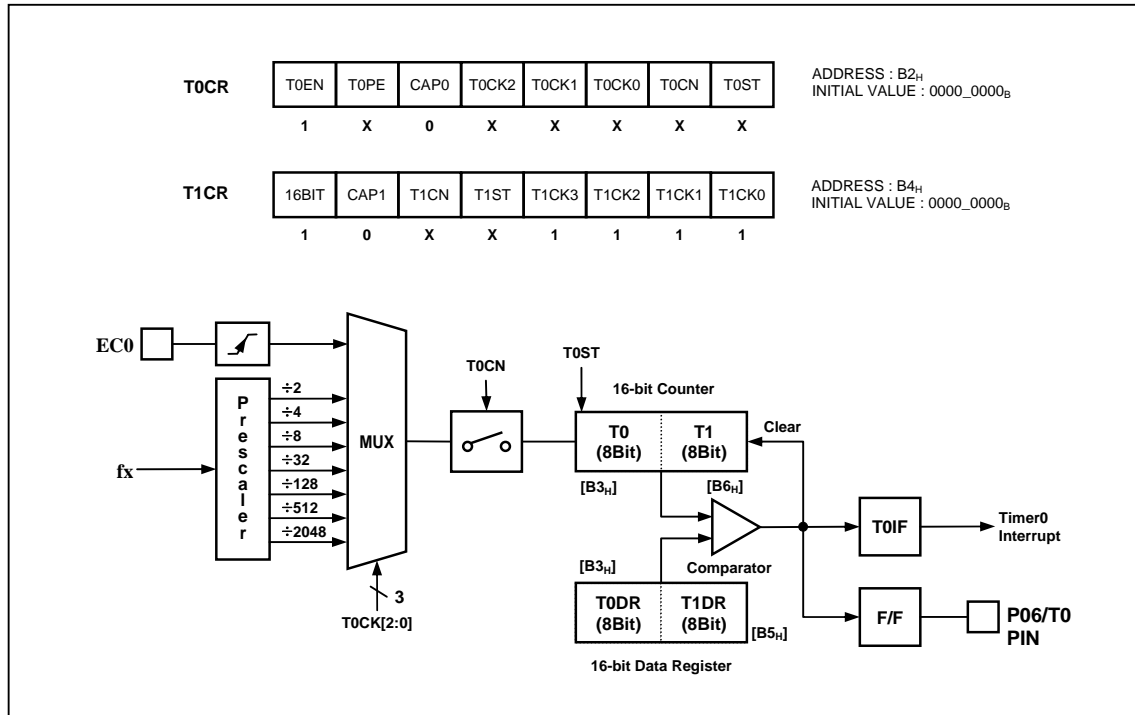 T0CR T0EN T0PE CAP0 T0CK2 T0CK1 T0CK0 T0CN T0ST
ADDRESS : B2H
INITIAL VALUE : 0000_0000B
1 X 0 X X X X X
T1CR 16BIT CAP1 T1CN T1ST T1CK3 T1CK2 T1CK1 T1CK0
ADDRESS : B4H
INITIAL VALUE : 0000_0000B
1 0 X X 1 1 1 1
EC0
fx
Prescaler
÷2
÷4
÷8
÷32
÷128
÷512
÷2048
MUX
3
T0CK[2:0]
T0CN
T0ST
16-bit Counter
T0 (8Bit)
T1 (8Bit)
Clear
[B3H]
[B6H]
Comparator
[B3H]
T0DR (8Bit)
T1DR (8Bit)
[B5H]
16-bit Data Register
T0IF
Timer0
Interrupt
F/F
P06/T0
PIN